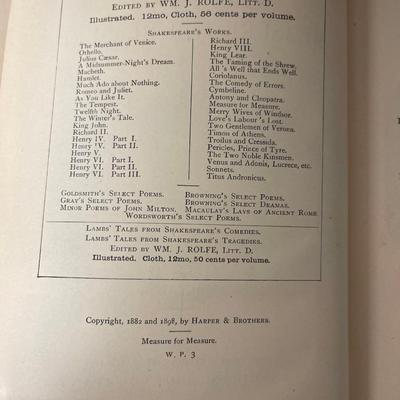 Edited by WM. J. ROLFE, Litt. D.
Illustrated. 12mo, Cloth, 56 cents per volume.
Shakespeare's Works.
The Merchant of Venice.
Othello.
Julius Cæsar.
A Midsummer-Night's Dream.
Macbeth.
Hamlet.
Much Ado about Nothing.
Romeo and Juliet.
As You Like It.
The Tempest.
Twelfth Night.
The Winter's Tale.
King John.
Richard II.
Henry IV. Part I.
Henry IV. Part II.
Henry V.
Henry VI. Part I.
Henry VI. Part II.
Henry VI. Part III.
Richard III.
Henry VIII.
King Lear.
The Taming of the Shrew.
All's Well that Ends Well.
Coriolanus.
The Comedy of Errors.
Cymbeline.
Antony and Cleopatra.
Measure for Measure.
Merry Wives of Windsor.
Love's Labour's Lost.
Two Gentlemen of Verona.
Timon of Athens.
Troilus and Cressida.
Pericles, Prince of Tyre.
The Two Noble Kinsmen.
Venus and Adonis, Lucrece, etc.
Sonnets.
Titus Andronicus.
Goldsmith's Select Poems.
Gray's Select Poems.
Minor Poems of John Milton.
Browning's Select Poems.
Browning's Select Dramas.
Macaulay's Lays of Ancient Rome
Wordsworth's Select Poems.
Lambs' Tales from Shakespeare's Comedies.
Lambs' Tales from Shakespeare's Tragedies.
Edited by WM. J. ROLFE, Litt. D.
Illustrated. Cloth, 12mo, 50 cents per volume.
Copyright, 1882 and 1898, by Harper & Brothers.
Measure for Measure.
W. P. 3